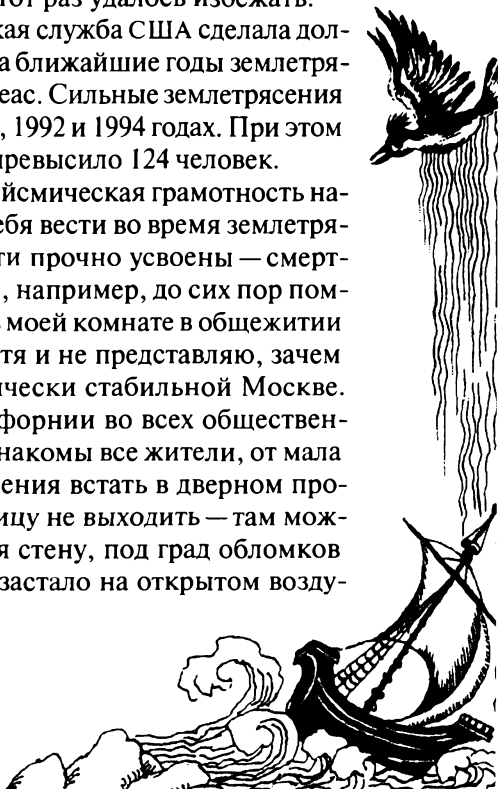 тот раз удалось избежать.
кая служба США сделала дол-
а ближайшие годы землетря-
еас. Сильные землетрясения
, 1992 и 1994 годах. При этом
превысило 124 человек.
йсмическая грамотность на-
ебя вести во время землетря-
ти прочно усвоены — смерт-
, например, до сих пор пом-
моей комнате в общежитии
тя и не представляю, зачем
ически стабильной Москве.
форнии во всех обществен-
накомы все жители, от мала
ения встать в дверном про-
ицу не выходить — там мож-
я стену, под град обломков
застало на открытом возду-